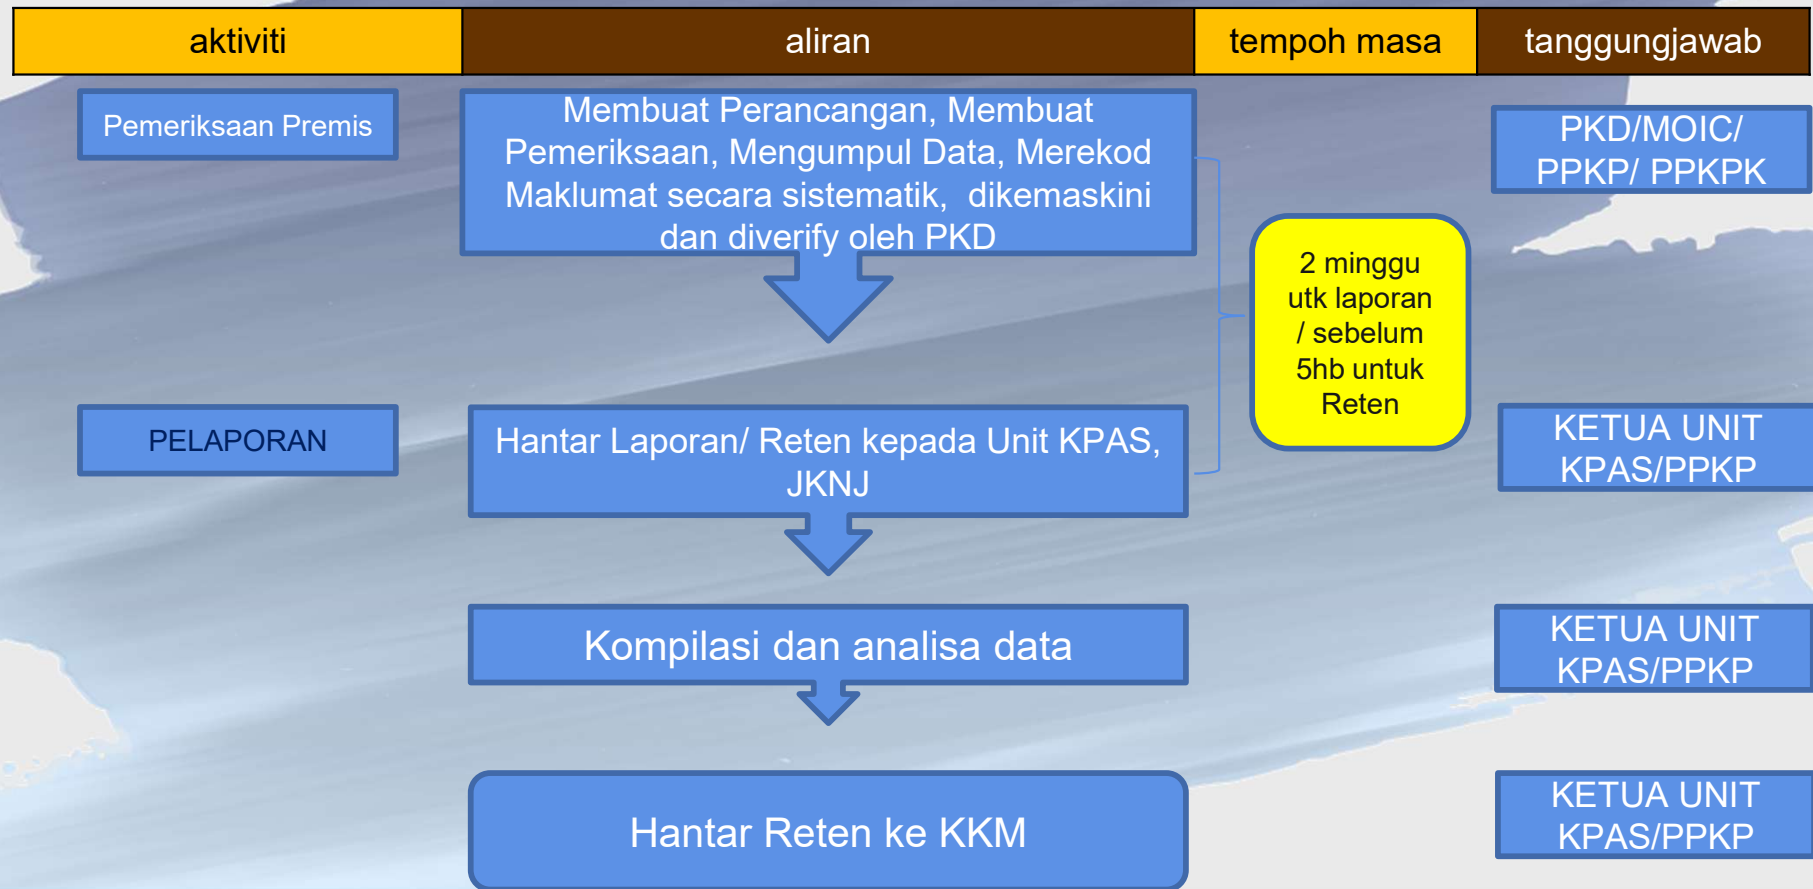 aktiviti
aliran
tempoh masa
tanggungjawab
Pemeriksaan Premis
Membuat Perancangan, Membuat
Pemeriksaan, Mengumpul Data, Merekod
Maklumat secara sistematik, dikemaskini
dan diverify oleh PKD
PKD/MOIC/
PPKP/ PPKPK
2 minggu
utk laporan
/ sebelum
5hb untuk
Reten
PELAPORAN
Hantar Laporan/ Reten kepada Unit KPAS,
JKNJ
KETUA UNIT
KPAS/PPKP
Kompilasi dan analisa data
KETUA UNIT
KPAS/PPKP
Hantar Reten ke KKM
KETUA UNIT
KPAS/PPKP